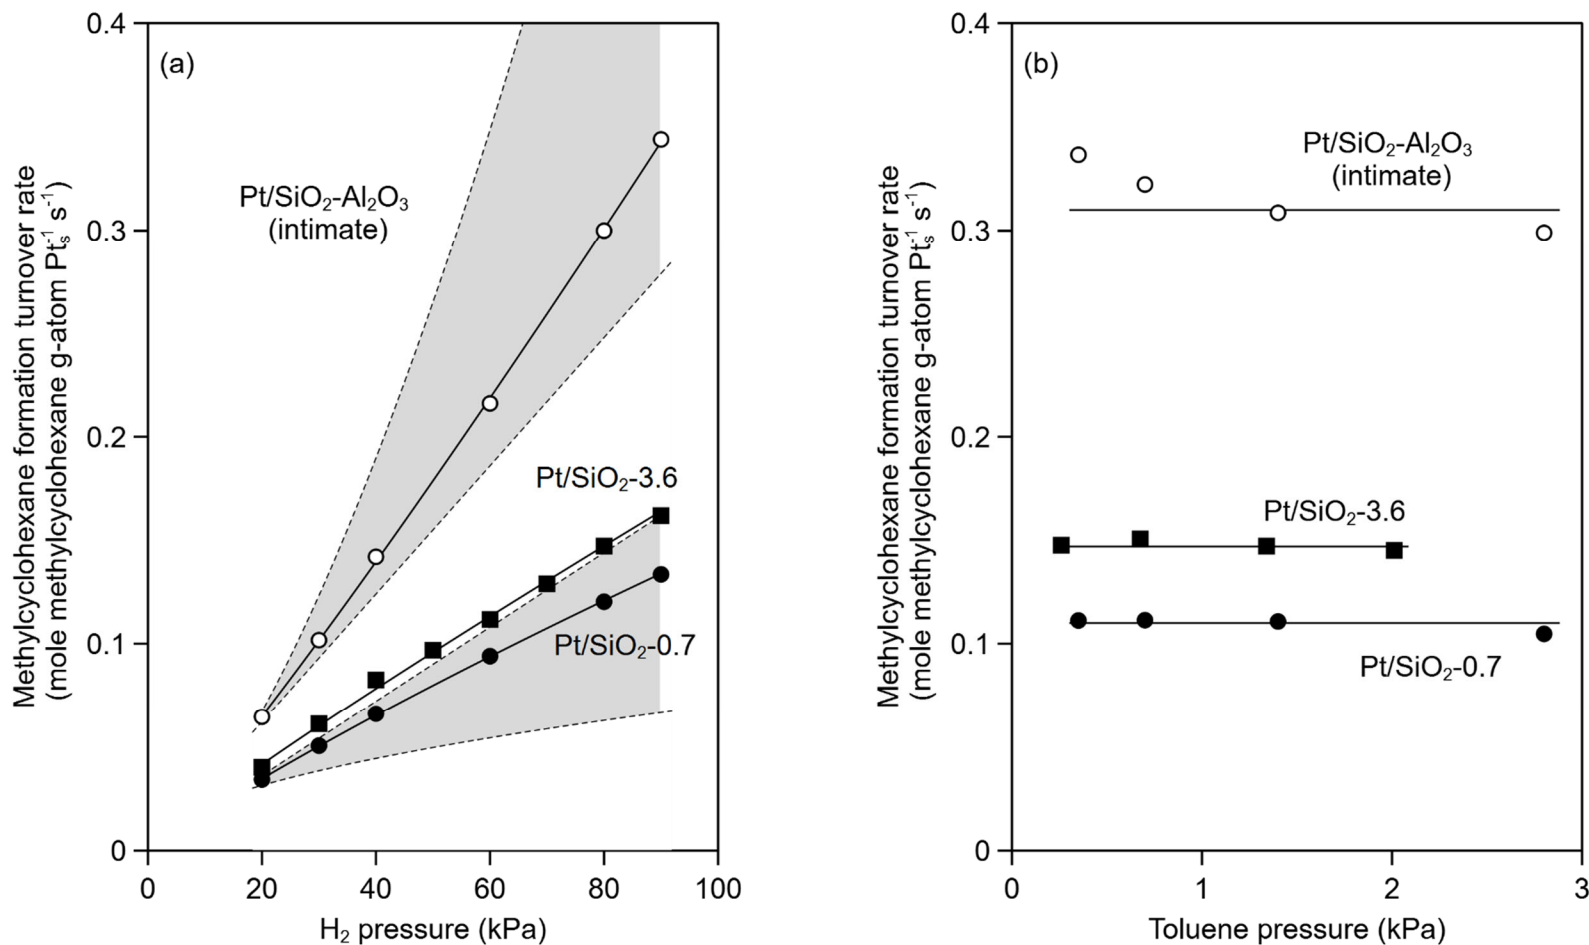 (a)
Methylcyclohexane formation turnover rate
(mole methylcyclohexane g-atom Ptₛ⁻¹ s⁻¹)
0.4
0.3
0.2
0.1
0
Pt/SiO₂-Al₂O₃
(intimate)
Pt/SiO₂-3.6
Pt/SiO₂-0.7
0 20 40 60 80 100
H₂ pressure (kPa)
(b)
Methylcyclohexane formation turnover rate
(mole methylcyclohexane g-atom Ptₛ⁻¹ s⁻¹)
0.4
0.3
0.2
0.1
0
Pt/SiO₂-Al₂O₃
(intimate)
Pt/SiO₂-3.6
Pt/SiO₂-0.7
0 1 2 3
Toluene pressure (kPa)